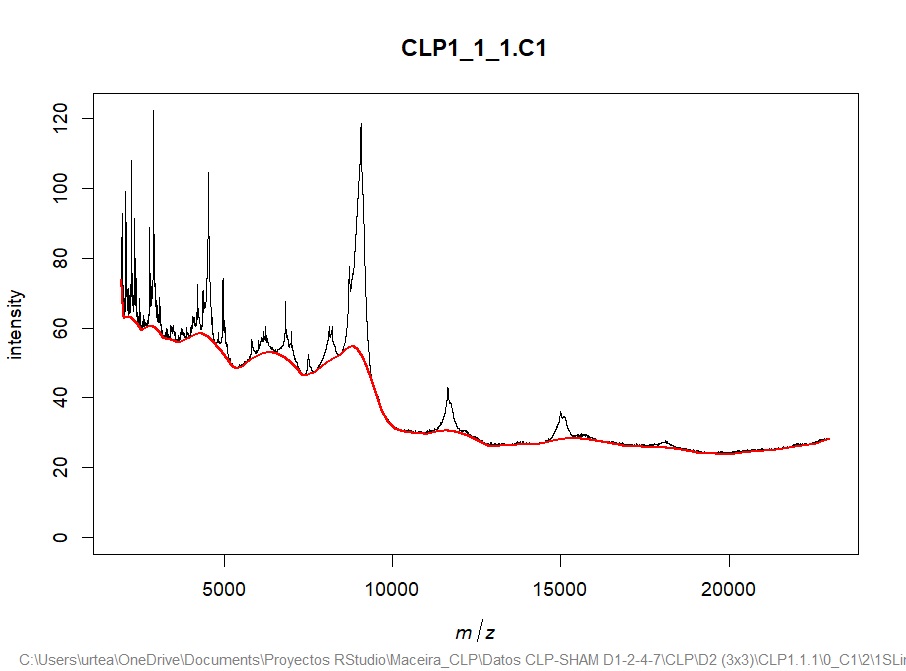 CLP1_1_1.C1
120
100
80
60
40
20
0
intensity
5000 10000 15000 20000
m / z
C:\Users\urtea\OneDrive\Documents\Proyectos RStudio\Maceira_CLP\Datos CLP-SHAM D1-2-4-7\CLP\D2 (3x3)\CLP1.1.1\0_C1\2\1SLin